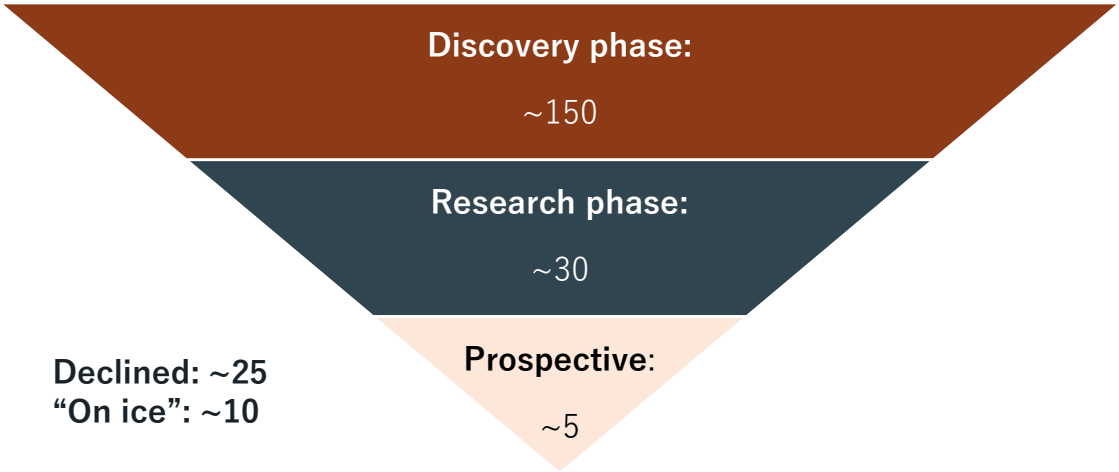 Discovery phase:
~150
Research phase:
~30
Prospective:
~5
Declined: ~25
“On ice”: ~10